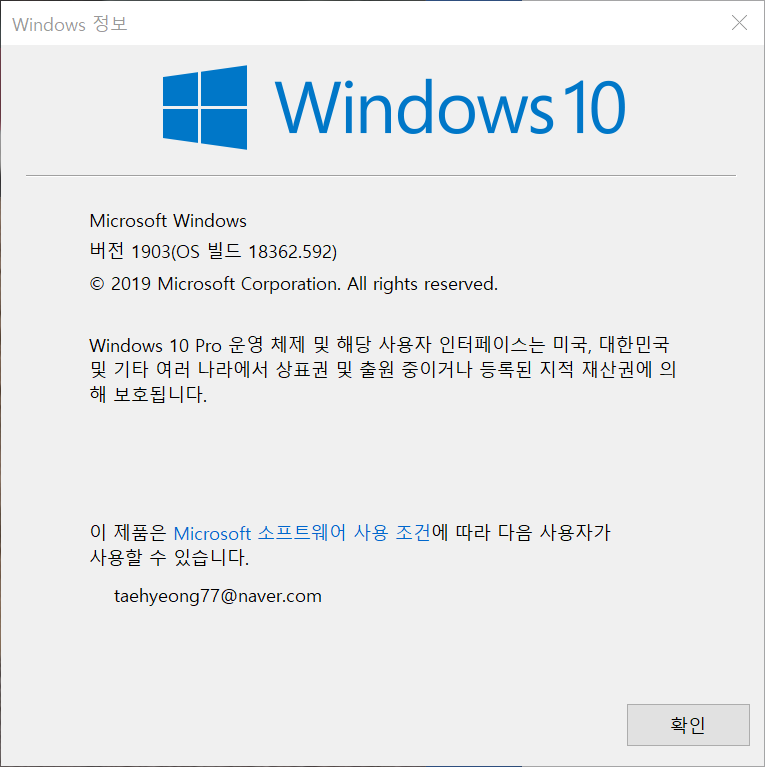 Windows 정보
Windows 10
Microsoft Windows
버전 1903(OS 빌드 18362.592)
© 2019 Microsoft Corporation. All rights reserved.
Windows 10 Pro 운영 체제 및 해당 사용자 인터페이스는 미국, 대한민국
및 기타 여러 나라에서 상표권 및 출원 중이거나 등록된 지적 재산권에 의
해 보호됩니다.
이 제품은 Microsoft 소프트웨어 사용 조건에 따라 다음 사용자가
사용할 수 있습니다.
taehyeong77@naver.com
확인